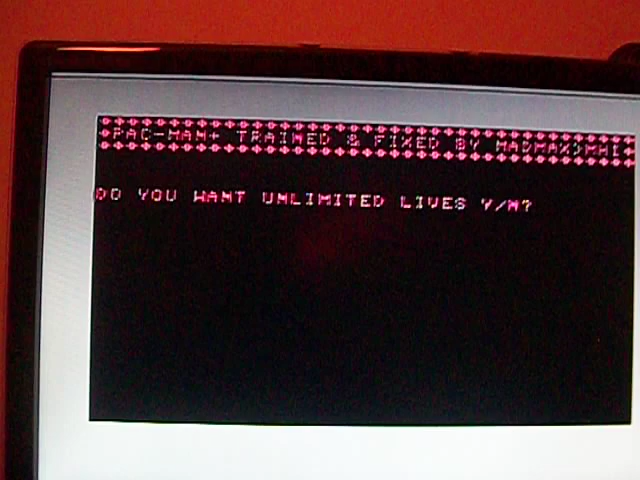 PAC-MAN+ TRAINED & FIXED BY MADMAX
DO YOU WANT UNLIMITED LIVES Y/N?